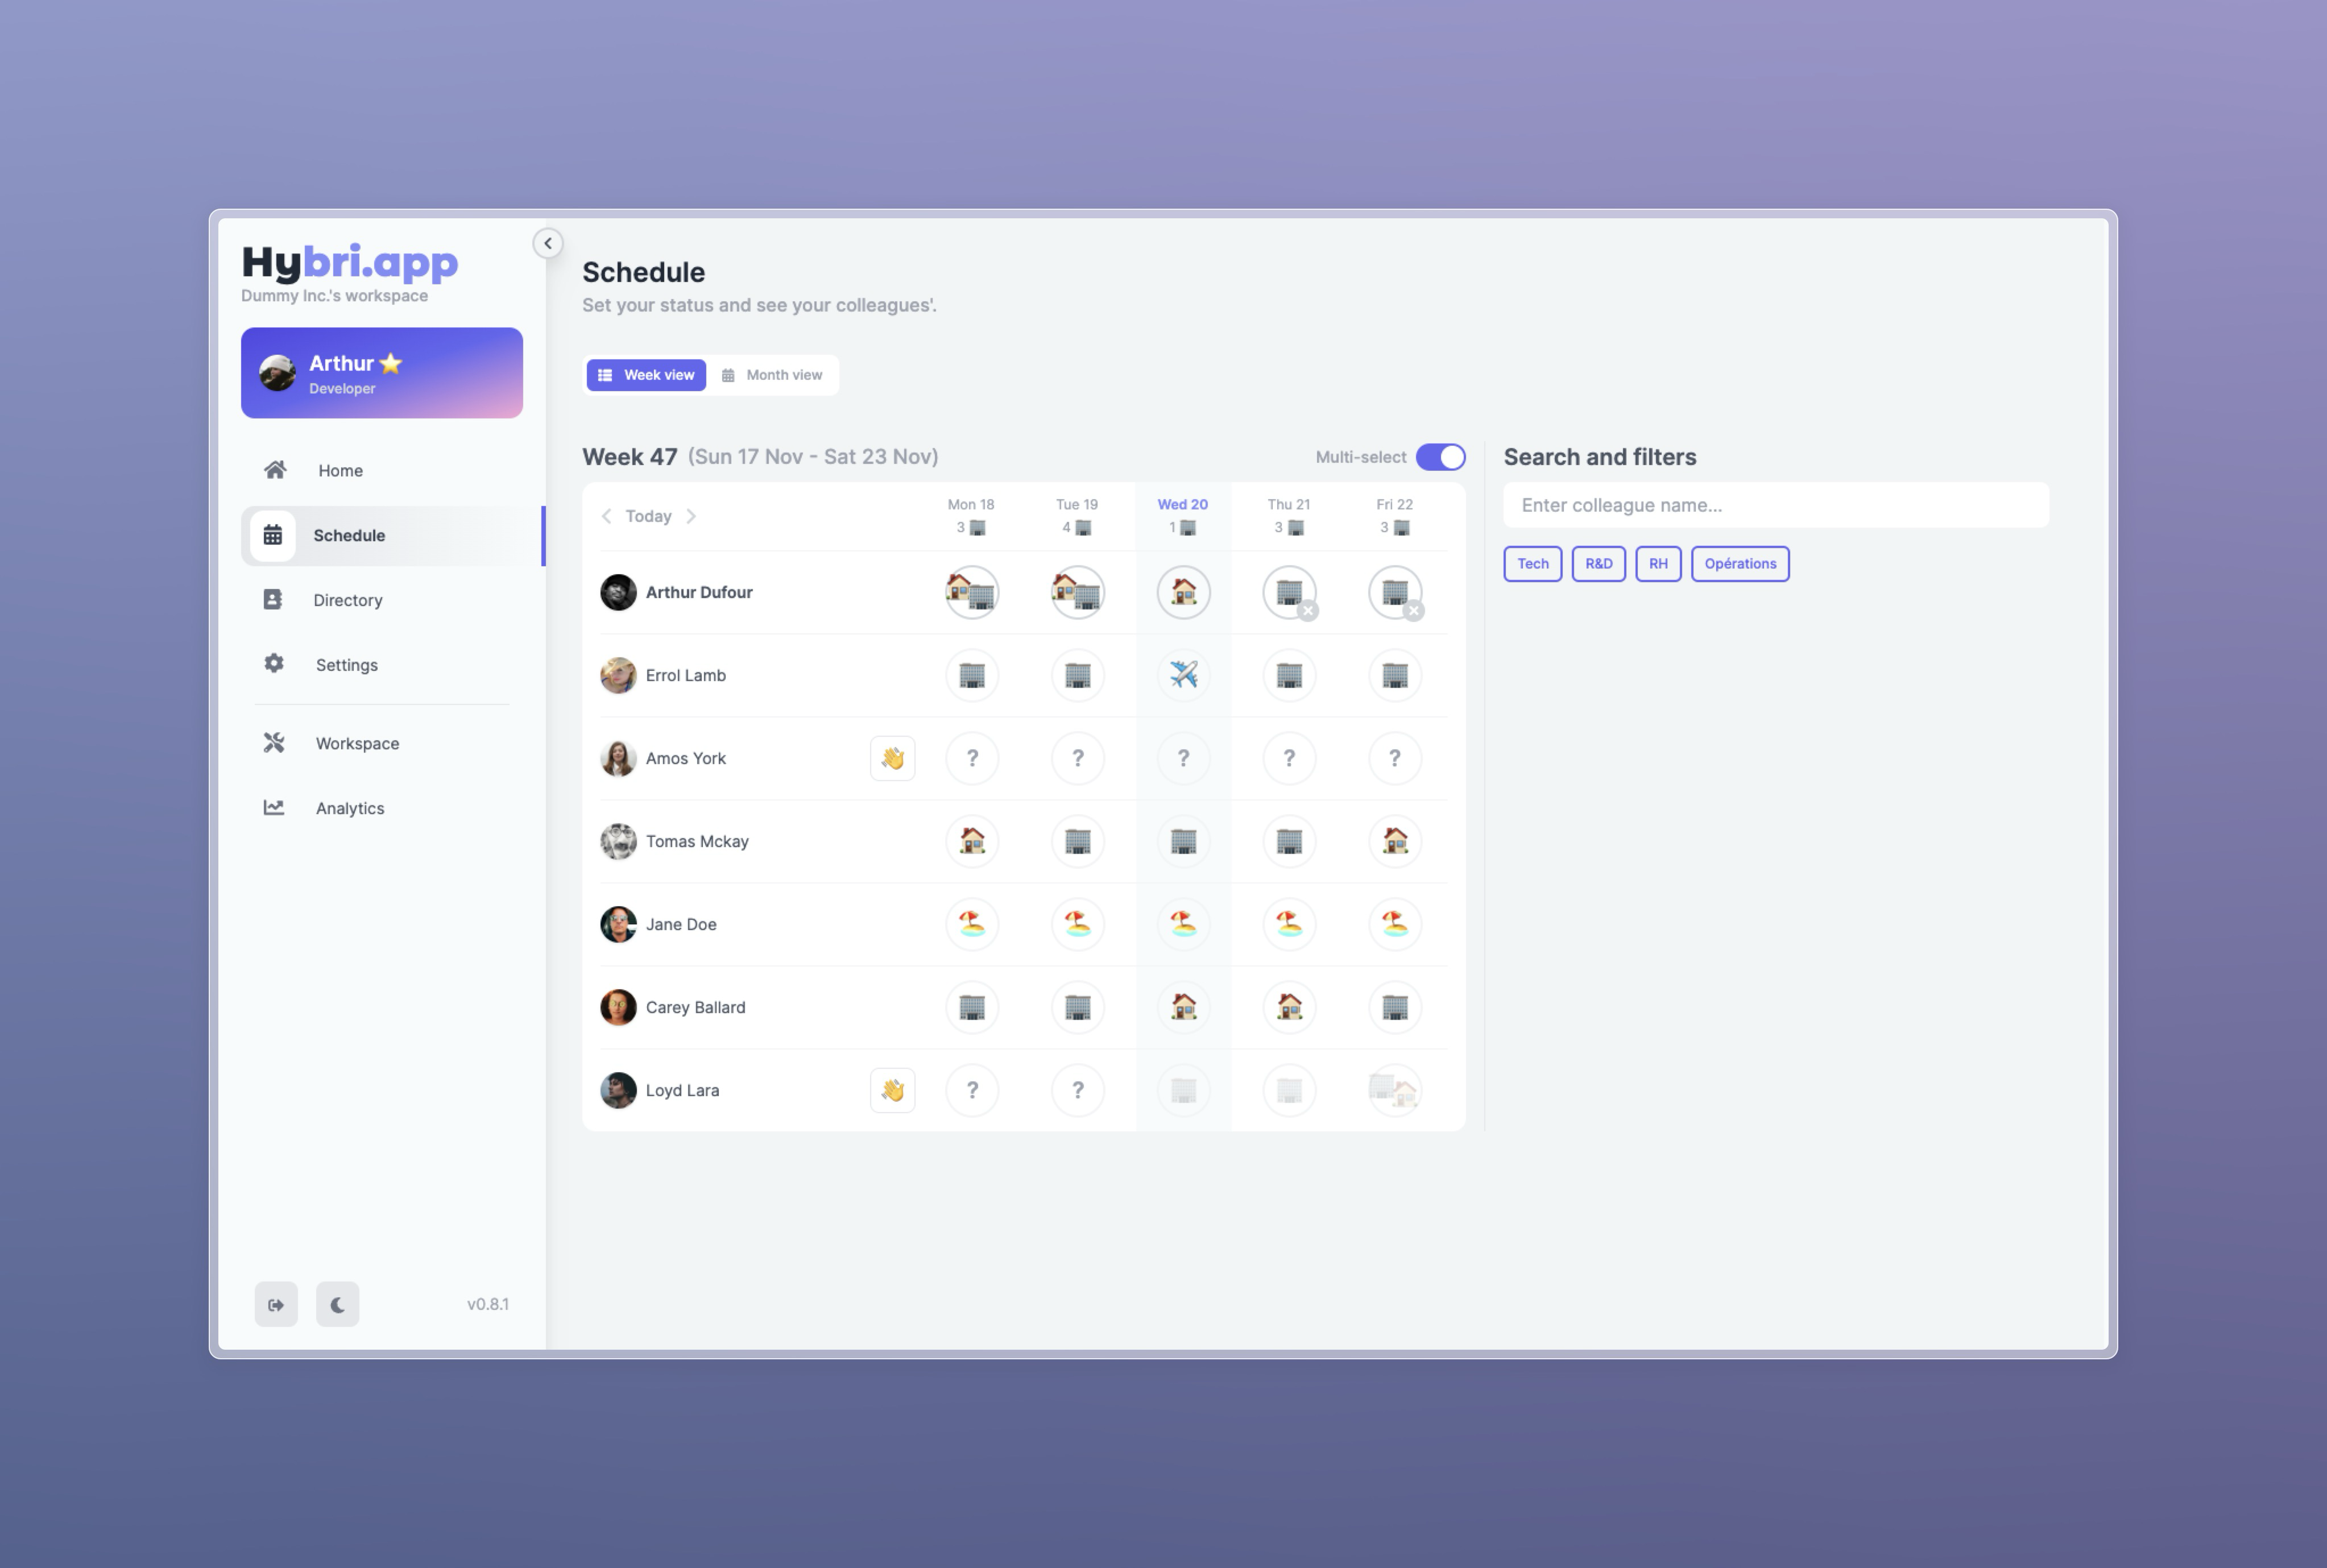 Hybri.app
Dummy Inc.'s workspace
Arthur
Developer
Home
Schedule
Directory
Settings
Workspace
Analytics
v0.8.1
Schedule
Set your status and see your colleagues'.
Week view
Month view
Week 47 (Sun 17 Nov - Sat 23 Nov)
Multi-select
Today
Mon 18
3
Tue 19
4
Wed 20
1
Thu 21
3
Fri 22
3
Arthur Dufour
Errol Lamb
Amos York
? ? ? ? ?
Tomas Mckay
Jane Doe
Carey Ballard
Loyd Lara
? ?
Search and filters
Enter colleague name...
Tech
R&D
RH
Opérations